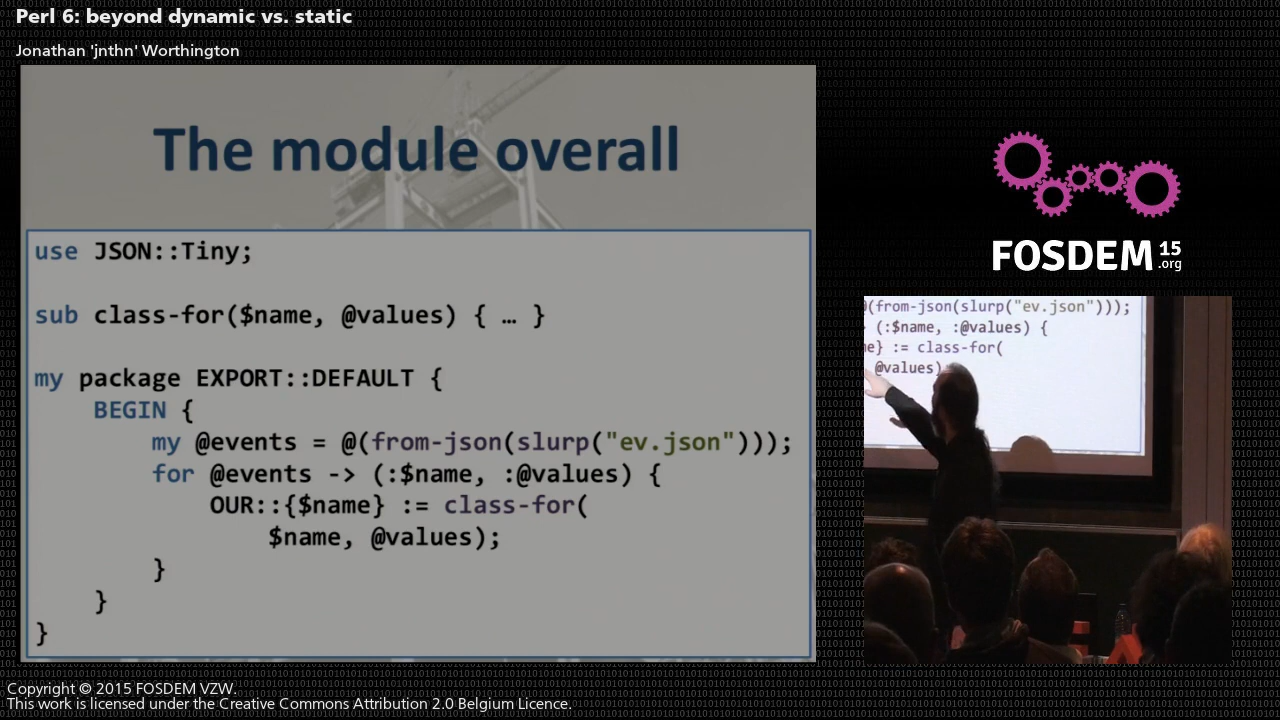 Perl 6: beyond dynamic vs. static
Jonathan 'jnthn' Worthington
The module overall
use JSON::Tiny;
sub class-for($name, @values) { … }
my package EXPORT::DEFAULT {
BEGIN {
my @events = @(from-json(slurp("ev.json")));
for @events -> (:$name, :@values) {
OUR::{$name} := class-for(
$name, @values);
}
}
}
FOSDEM 15
.org
(from-json(slurp("ev.json")));
(:$name, :@values) {
me} := class-for(
@values)
Copyright © 2015 FOSDEM VZW.
This work is licensed under the Creative Commons Attribution 2.0 Belgium Licence.